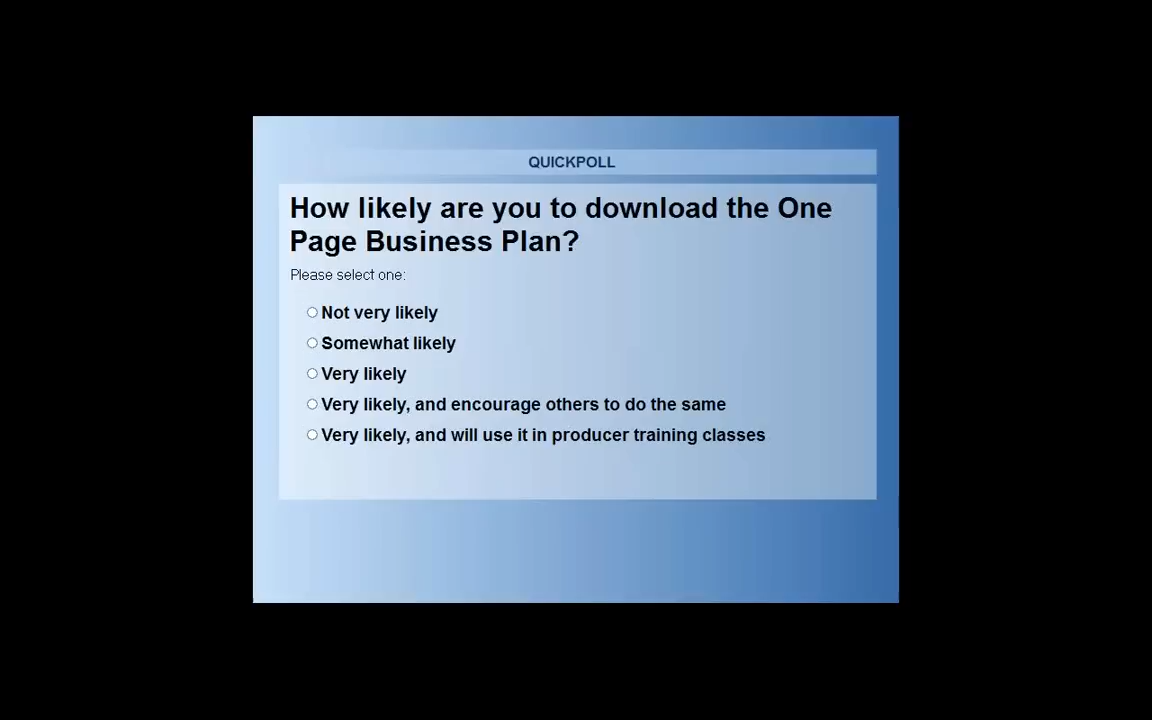 QUICKPOLL
How likely are you to download the One
Page Business Plan?
Please select one:
Not very likely
Somewhat likely
Very likely
Very likely, and encourage others to do the same
Very likely, and will use it in producer training classes